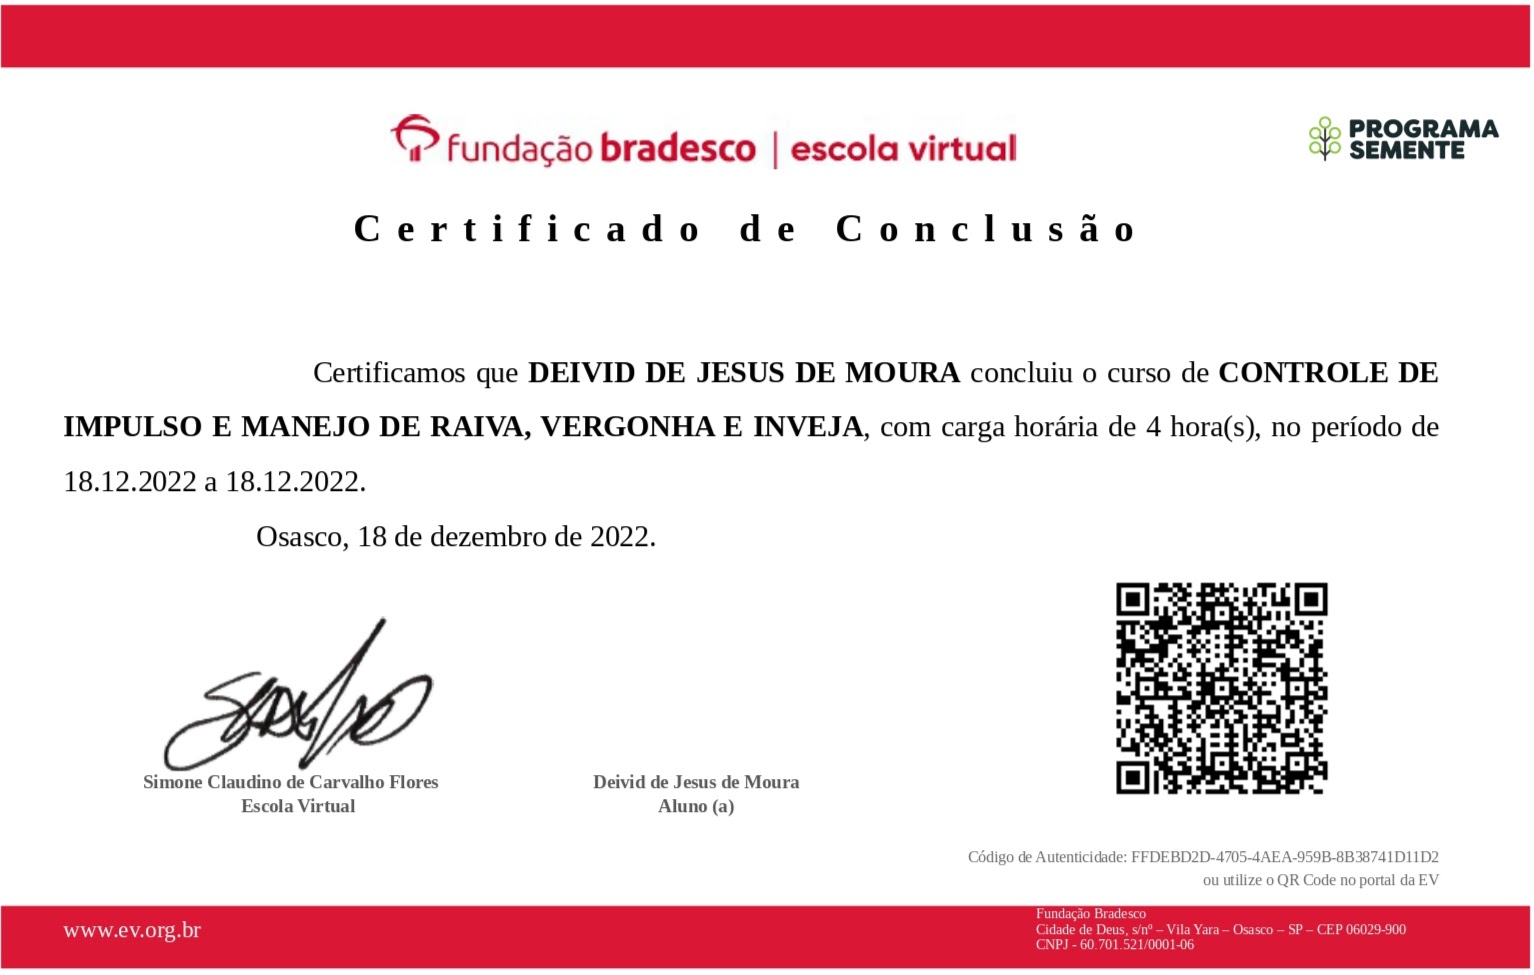 fundação bradesco | escola virtual
PROGRAMA
SEMENTE
Certificado de Conclusão
Certificamos que DEIVID DE JESUS DE MOURA concluiu o curso de CONTROLE DE
IMPULSO E MANEJO DE RAIVA, VERGONHA E INVEJA, com carga horária de 4 hora(s), no período de
18.12.2022 a 18.12.2022.
Osasco, 18 de dezembro de 2022.
Simone Claudino de Carvalho Flores
Escola Virtual
Deivid de Jesus de Moura
Aluno (a)
Código de Autenticidade: FFDEBD2D-4705-4AEA-959B-8B38741D11D2
ou utilize o QR Code no portal da EV
www.ev.org.br
Fundação Bradesco
Cidade de Deus, s/nº – Vila Yara – Osasco – SP – CEP 06029-900
CNPJ - 60.701.521/0001-06